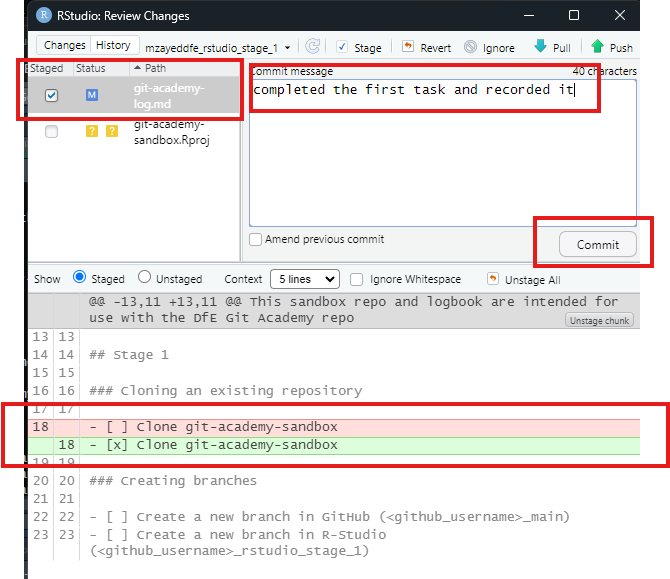 RStudio: Review Changes
Changes History mzayeddfe_rstudio_stage_1 Stage Revert Ignore Pull Push
Staged Status Path
Commit message 40 characters
M git-academy-
log.md
completed the first task and recorded it
? ? git-academy-
sandbox.Rproj
Amend previous commit
Commit
Show Staged Unstaged Context 5 lines Ignore Whitespace Unstage All
@@ -13,11 +13,11 @@ This sandbox repo and logbook are intended for
use with the DfE Git Academy repo
Unstage chunk
13 13
14 14 ## Stage 1
15 15
16 16 ### Cloning an existing repository
17 17
18 - [ ] Clone git-academy-sandbox
18 - [x] Clone git-academy-sandbox
19 19
20 20 ### Creating branches
21 21
22 22 - [ ] Create a new branch in GitHub (<github_username>_main)
23 23 - [ ] Create a new branch in R-Studio
(<github_username>_rstudio_stage_1)